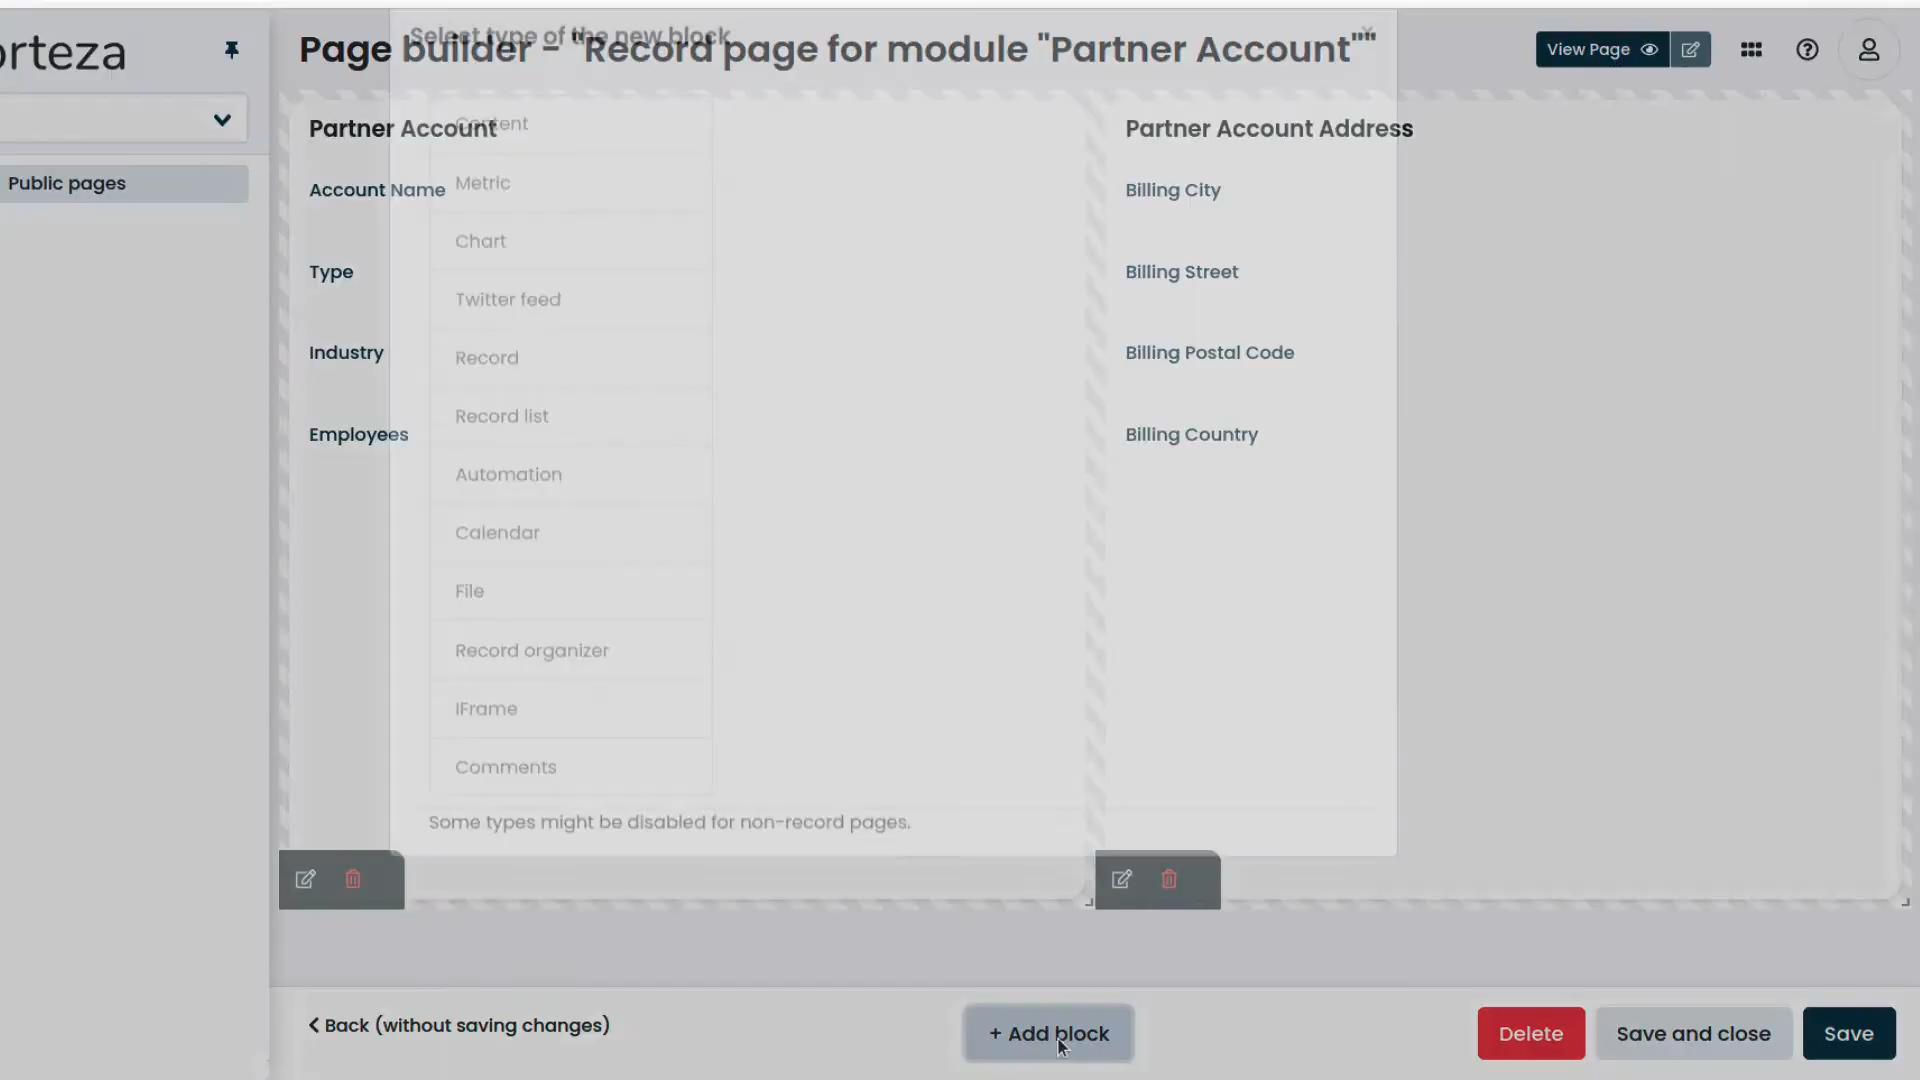 orteza
Page builder - "Record page for module "Partner Account""
View Page
Select type of the new block
×
Public pages
Partner Account
Account Name
Type
Industry
Employees
Content
Metric
Chart
Twitter feed
Record
Record list
Automation
Calendar
File
Record organizer
IFrame
Comments
Some types might be disabled for non-record pages.
Partner Account Address
Billing City
Billing Street
Billing Postal Code
Billing Country
Back (without saving changes)
+ Add block
Delete
Save and close
Save